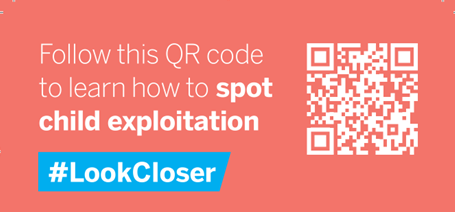 Follow this QR code
to learn how to spot
child exploitation
#LookCloser